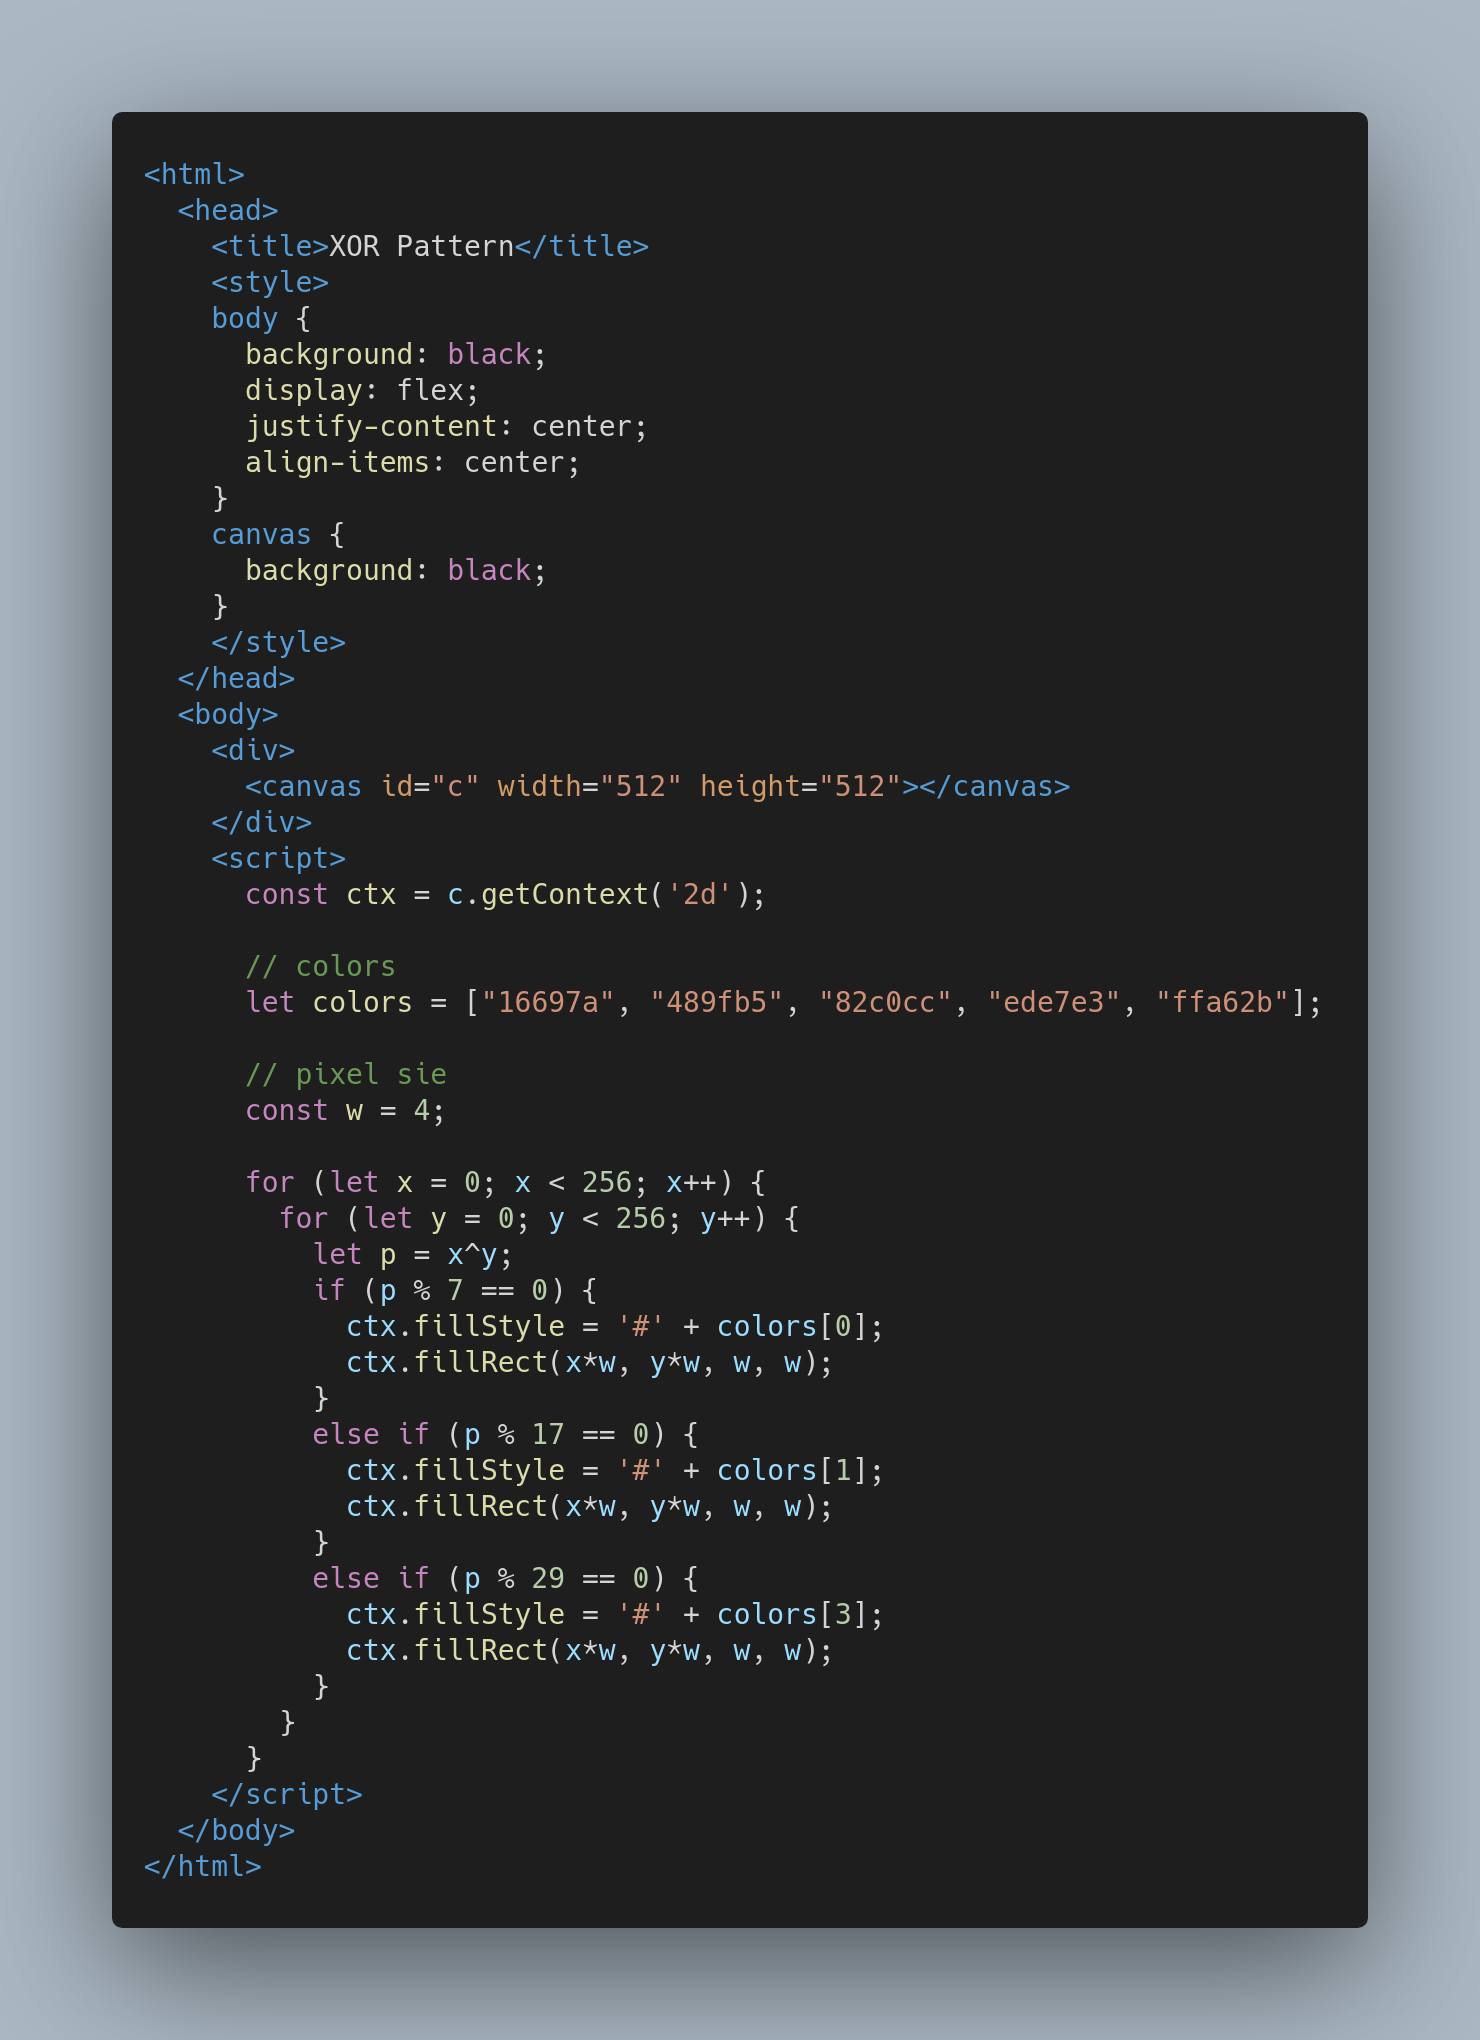 <html>
  <head>
    <title>XOR Pattern</title>
    <style>
    body {
      background: black;
      display: flex;
      justify-content: center;
      align-items: center;
    }
    canvas {
      background: black;
    }
    </style>
  </head>
  <body>
    <div>
      <canvas id="c" width="512" height="512"></canvas>
    </div>
    <script>
      const ctx = c.getContext('2d');

      // colors
      let colors = ["16697a", "489fb5", "82c0cc", "ede7e3", "ffa62b"];

      // pixel sie
      const w = 4;

      for (let x = 0; x < 256; x++) {
        for (let y = 0; y < 256; y++) {
          let p = x^y;
          if (p % 7 == 0) {
            ctx.fillStyle = '#' + colors[0];
            ctx.fillRect(x*w, y*w, w, w);
          }
          else if (p % 17 == 0) {
            ctx.fillStyle = '#' + colors[1];
            ctx.fillRect(x*w, y*w, w, w);
          }
          else if (p % 29 == 0) {
            ctx.fillStyle = '#' + colors[3];
            ctx.fillRect(x*w, y*w, w, w);
          }
        }
      }
    </script>
  </body>
</html>